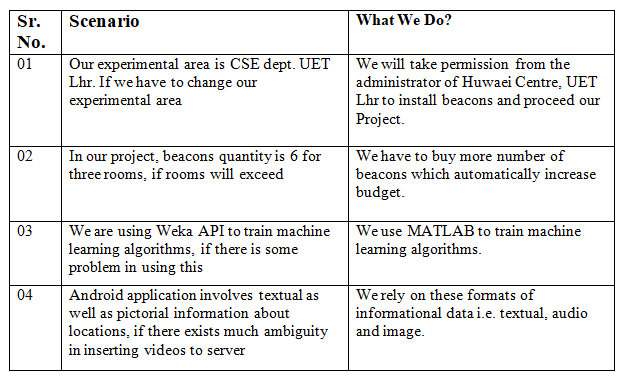 Sr. No.
Scenario
What We Do?
01
Our experimental area is CSE dept. UET
Lhr. If we have to change our
experimental area
We will take permission from the
administrator of Huwaei Centre, UET
Lhr to install beacons and proceed our
Project.
02
In our project, beacons quantity is 6 for
three rooms, if rooms will exceed
We have to buy more number of
beacons which automatically increase
budget.
03
We are using Weka API to train machine
learning algorithms, if there is some
problem in using this
We use MATLAB to train machine
learning algorithms.
04
Android application involves textual as
well as pictorial information about
locations, if there exists much ambiguity
in inserting videos to server
We rely on these formats of
informational data i.e. textual, audio
and image.